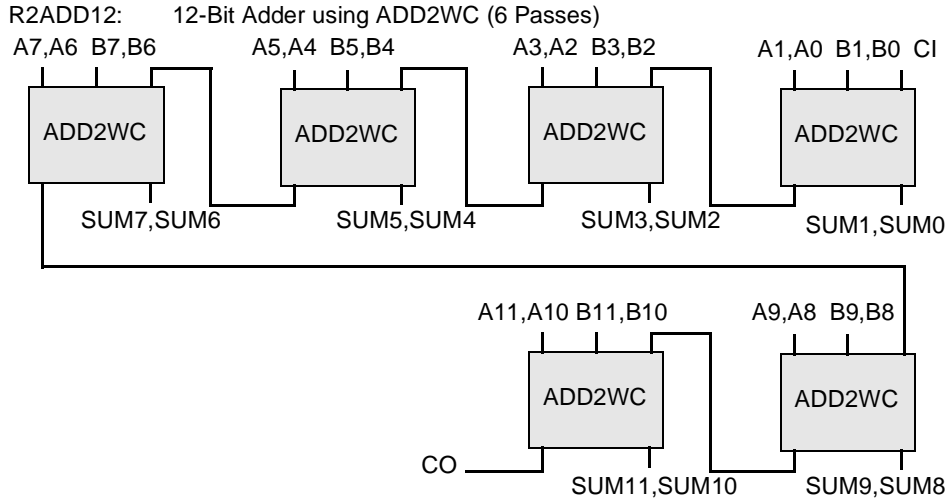 R2ADD12: 12-Bit Adder using ADD2WC (6 Passes)
A7,A6 B7,B6 A5,A4 B5,B4 A3,A2 B3,B2 A1,A0 B1,B0 CI
ADD2WC ADD2WC ADD2WC ADD2WC
SUM7,SUM6 SUM5,SUM4 SUM3,SUM2 SUM1,SUM0
A11,A10 B11,B10 A9,A8 B9,B8
ADD2WC ADD2WC
CO
SUM11,SUM10 SUM9,SUM8